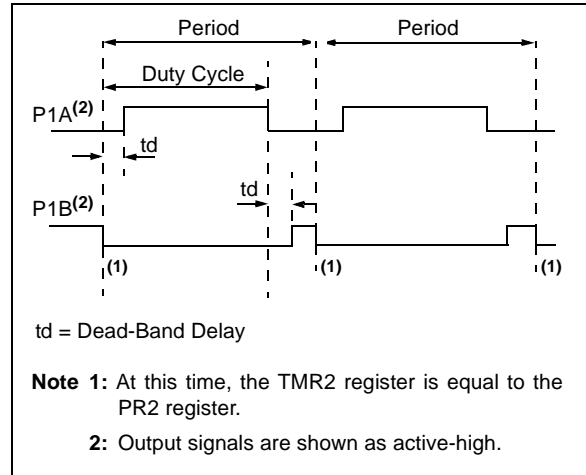 Period Period
Duty Cycle
P1A(2)
td
td
P1B(2)
(1) (1) (1)
td = Dead-Band Delay
Note 1: At this time, the TMR2 register is equal to the
PR2 register.
2: Output signals are shown as active-high.